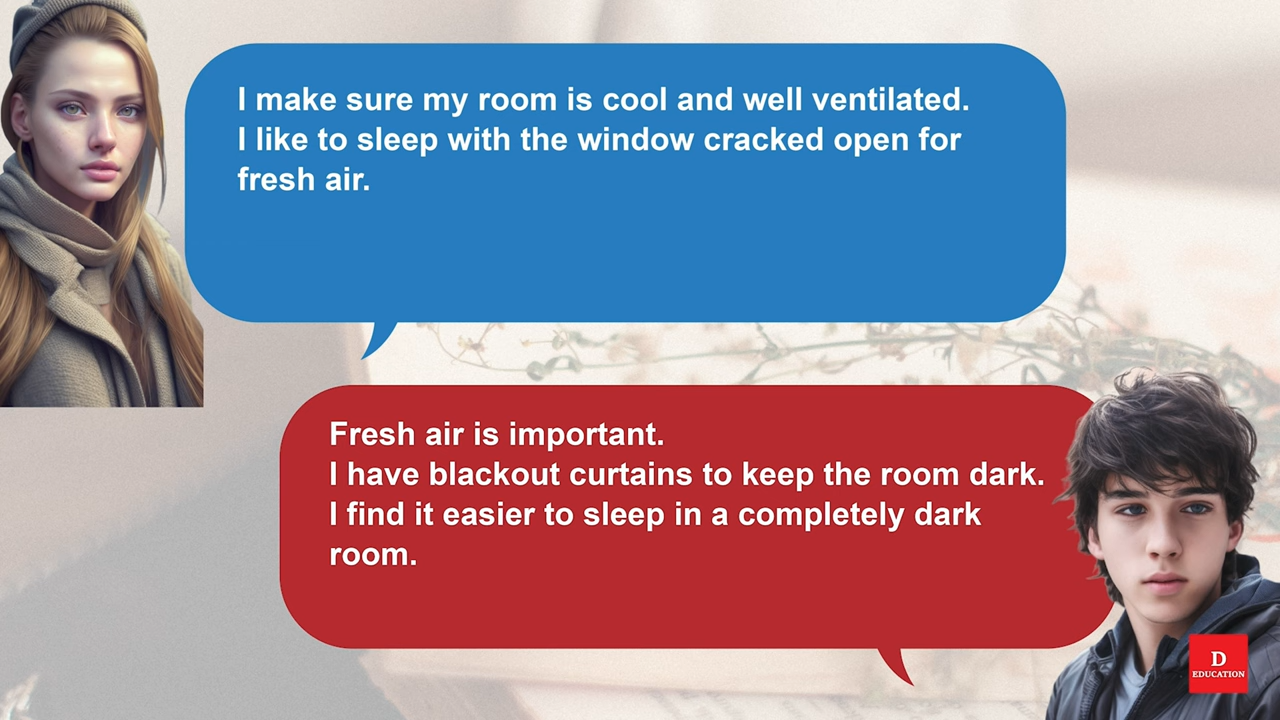 I make sure my room is cool and well ventilated.
I like to sleep with the window cracked open for
fresh air.
Fresh air is important.
I have blackout curtains to keep the room dark.
I find it easier to sleep in a completely dark
room.
D
EDUCATION